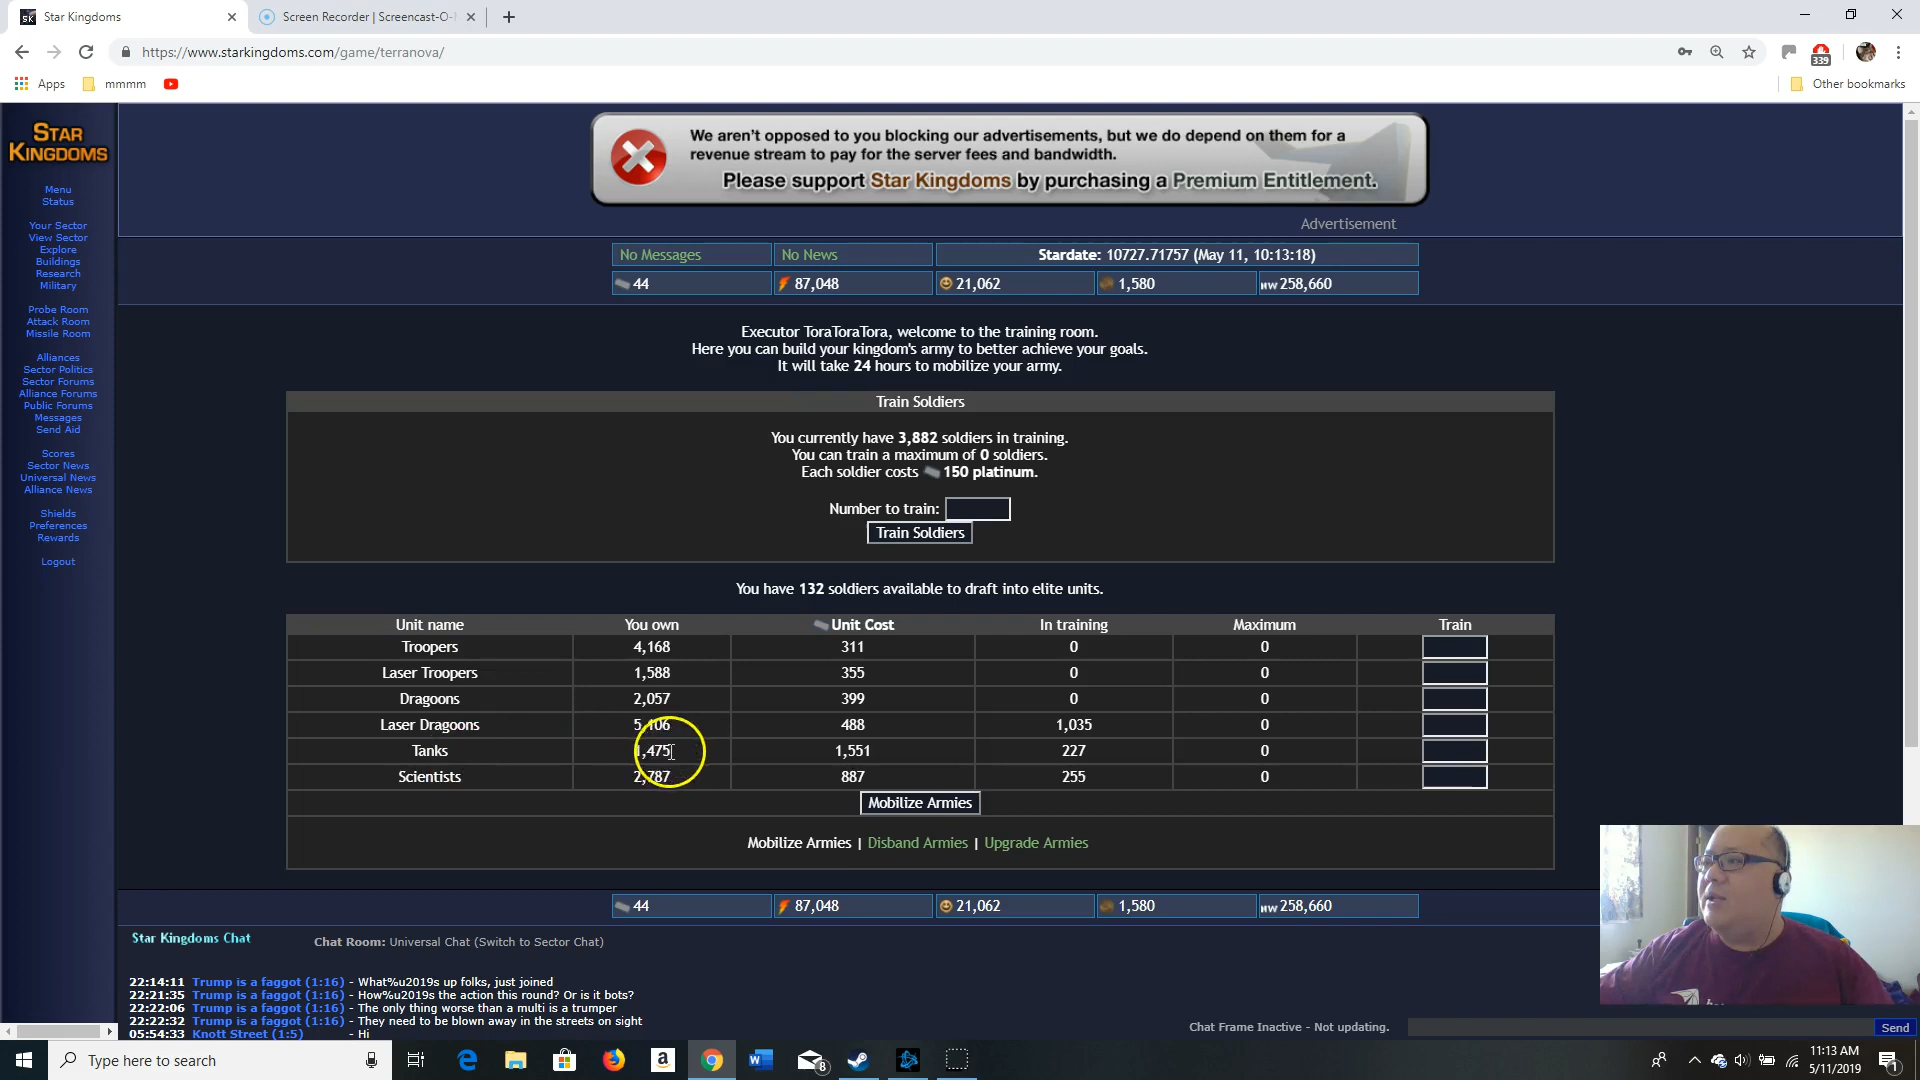 Star Kingdoms
Screen Recorder | Screencast-O-
https://www.starkingdoms.com/game/terranova/
339
Apps
mmmm
Other bookmarks
STAR KINGDOMS
We aren't opposed to you blocking our advertisements, but we do depend on them for a
revenue stream to pay for the server fees and bandwidth.
Please support Star Kingdoms by purchasing a Premium Entitlement.
Advertisement
Menu
Status
Your Sector
View Sector
Explore
Buildings
Research
Military
Probe Room
Attack Room
Missile Room
Alliances
Sector Politics
Sector Forums
Alliance Forums
Public Forums
Messages
Send Aid
Scores
Sector News
Universal News
Alliance News
Shields
Preferences
Rewards
Logout
No Messages No News Stardate: 10727.71757 (May 11, 10:13:18)
44 87,048 21,062 1,580 NW 258,660
Executor ToraToraTora, welcome to the training room.
Here you can build your kingdom's army to better achieve your goals.
It will take 24 hours to mobilize your army.
Train Soldiers
You currently have 3,882 soldiers in training.
You can train a maximum of 0 soldiers.
Each soldier costs 150 platinum.
Number to train:
Train Soldiers
You have 132 soldiers available to draft into elite units.
Unit name You own Unit Cost In training Maximum Train
Troopers 4,168 311 0 0
Laser Troopers 1,588 355 0 0
Dragoons 2,057 399 0 0
Laser Dragoons 5,106 488 1,035 0
Tanks 1,475 1,551 227 0
Scientists 2,787 887 255 0
Mobilize Armies
Mobilize Armies | Disband Armies | Upgrade Armies
44 87,048 21,062 1,580 NW 258,660
Star Kingdoms Chat
Chat Room: Universal Chat (Switch to Sector Chat)
22:14:11 Trump is a faggot (1:16) - What%u2019s up folks, just joined
22:21:35 Trump is a faggot (1:16) - How%u2019s the action this round? Or is it bots?
22:22:06 Trump is a faggot (1:16) - The only thing worse than a multi is a trumper
22:22:32 Trump is a faggot (1:16) - They need to be blown away in the streets on sight
05:54:33 Knott Street (1:5) - Hi
Chat Frame Inactive - Not updating.
Send
Type here to search
8
11:13 AM
5/11/2019
1